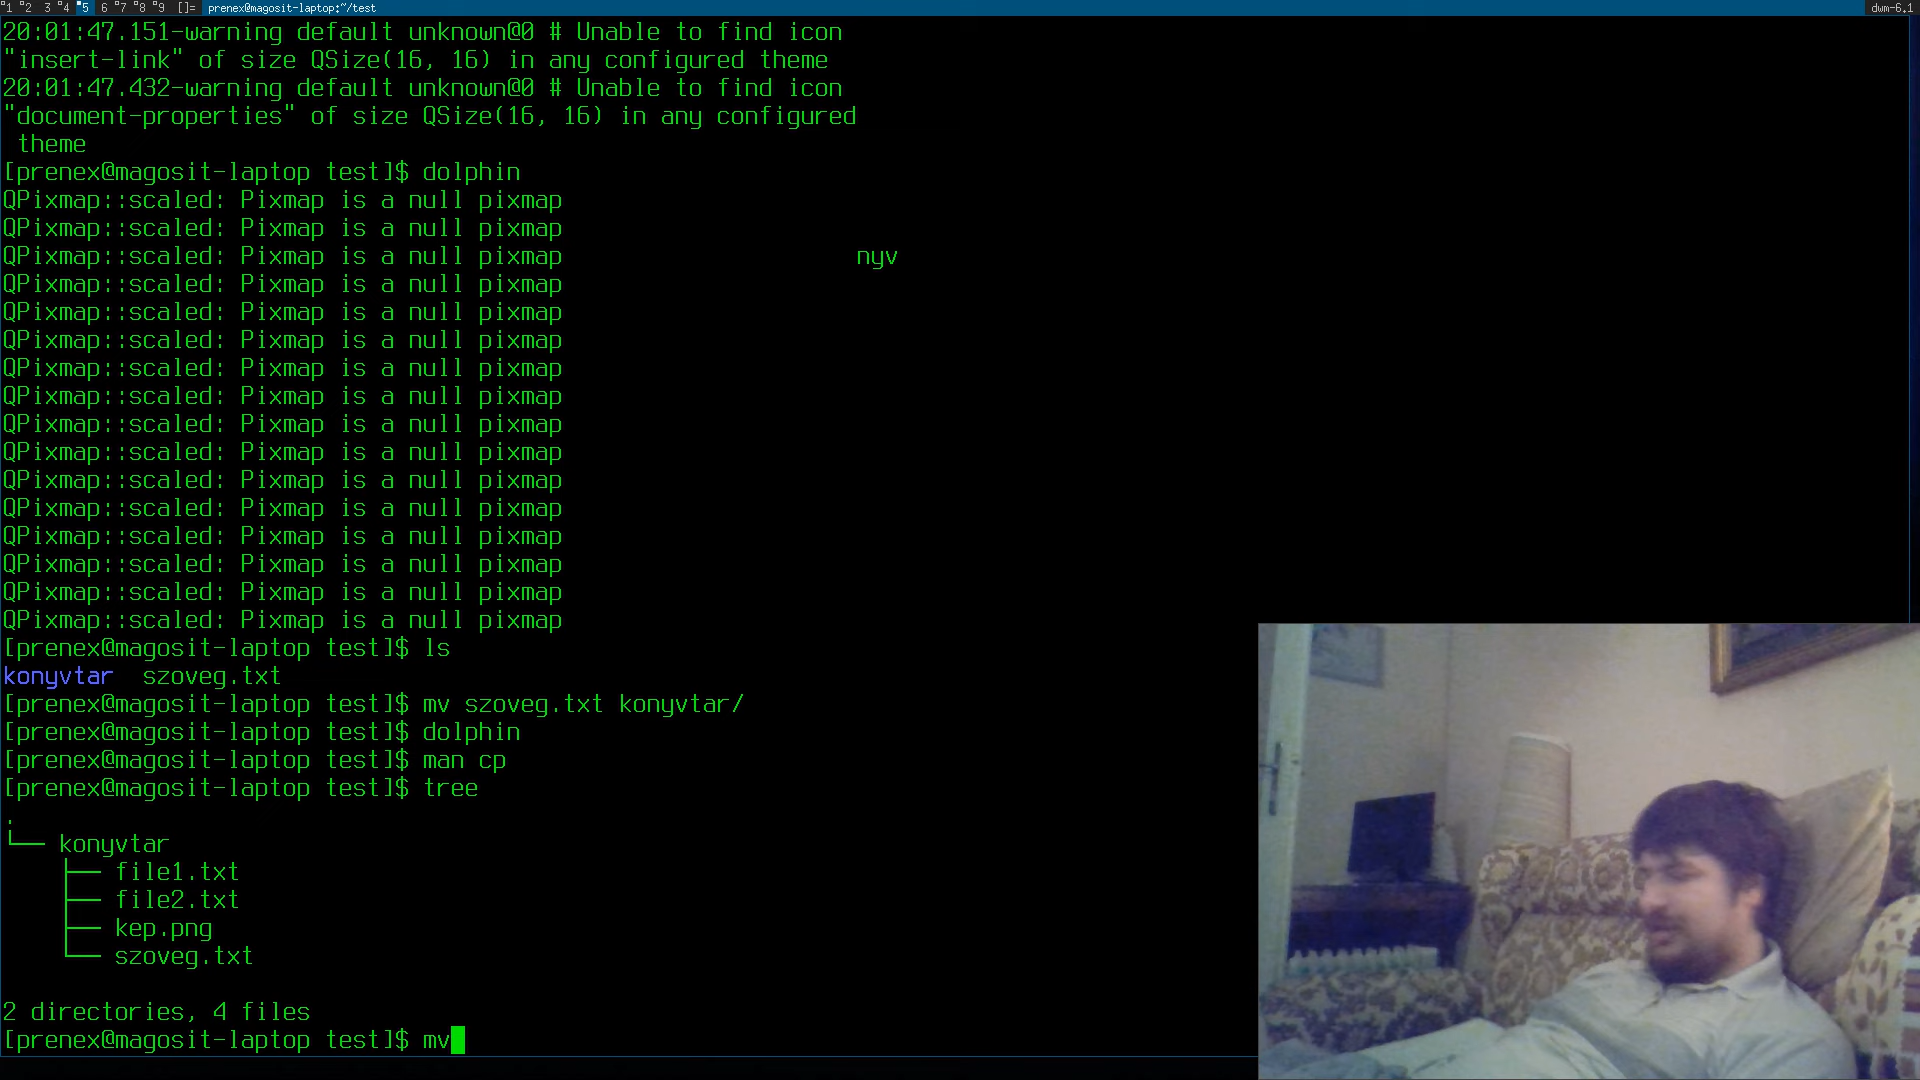 1 2 3 4 5 6 7 8 9 []= prenex@magosit-laptop:~/test dwm-6.1
20:01:47.151-warning default unknown@0 # Unable to find icon
"insert-link" of size QSize(16, 16) in any configured theme
20:01:47.432-warning default unknown@0 # Unable to find icon
"document-properties" of size QSize(16, 16) in any configured
theme
[prenex@magosit-laptop test]$ dolphin
QPixmap::scaled: Pixmap is a null pixmap
QPixmap::scaled: Pixmap is a null pixmap
QPixmap::scaled: Pixmap is a null pixmap nyv
QPixmap::scaled: Pixmap is a null pixmap
QPixmap::scaled: Pixmap is a null pixmap
QPixmap::scaled: Pixmap is a null pixmap
QPixmap::scaled: Pixmap is a null pixmap
QPixmap::scaled: Pixmap is a null pixmap
QPixmap::scaled: Pixmap is a null pixmap
QPixmap::scaled: Pixmap is a null pixmap
QPixmap::scaled: Pixmap is a null pixmap
QPixmap::scaled: Pixmap is a null pixmap
QPixmap::scaled: Pixmap is a null pixmap
QPixmap::scaled: Pixmap is a null pixmap
QPixmap::scaled: Pixmap is a null pixmap
QPixmap::scaled: Pixmap is a null pixmap
[prenex@magosit-laptop test]$ ls
konyvtar szoveg.txt
[prenex@magosit-laptop test]$ mv szoveg.txt konyvtar/
[prenex@magosit-laptop test]$ dolphin
[prenex@magosit-laptop test]$ man cp
[prenex@magosit-laptop test]$ tree
.
└── konyvtar
    ├── file1.txt
    ├── file2.txt
    ├── kep.png
    └── szoveg.txt
2 directories, 4 files
[prenex@magosit-laptop test]$ mv